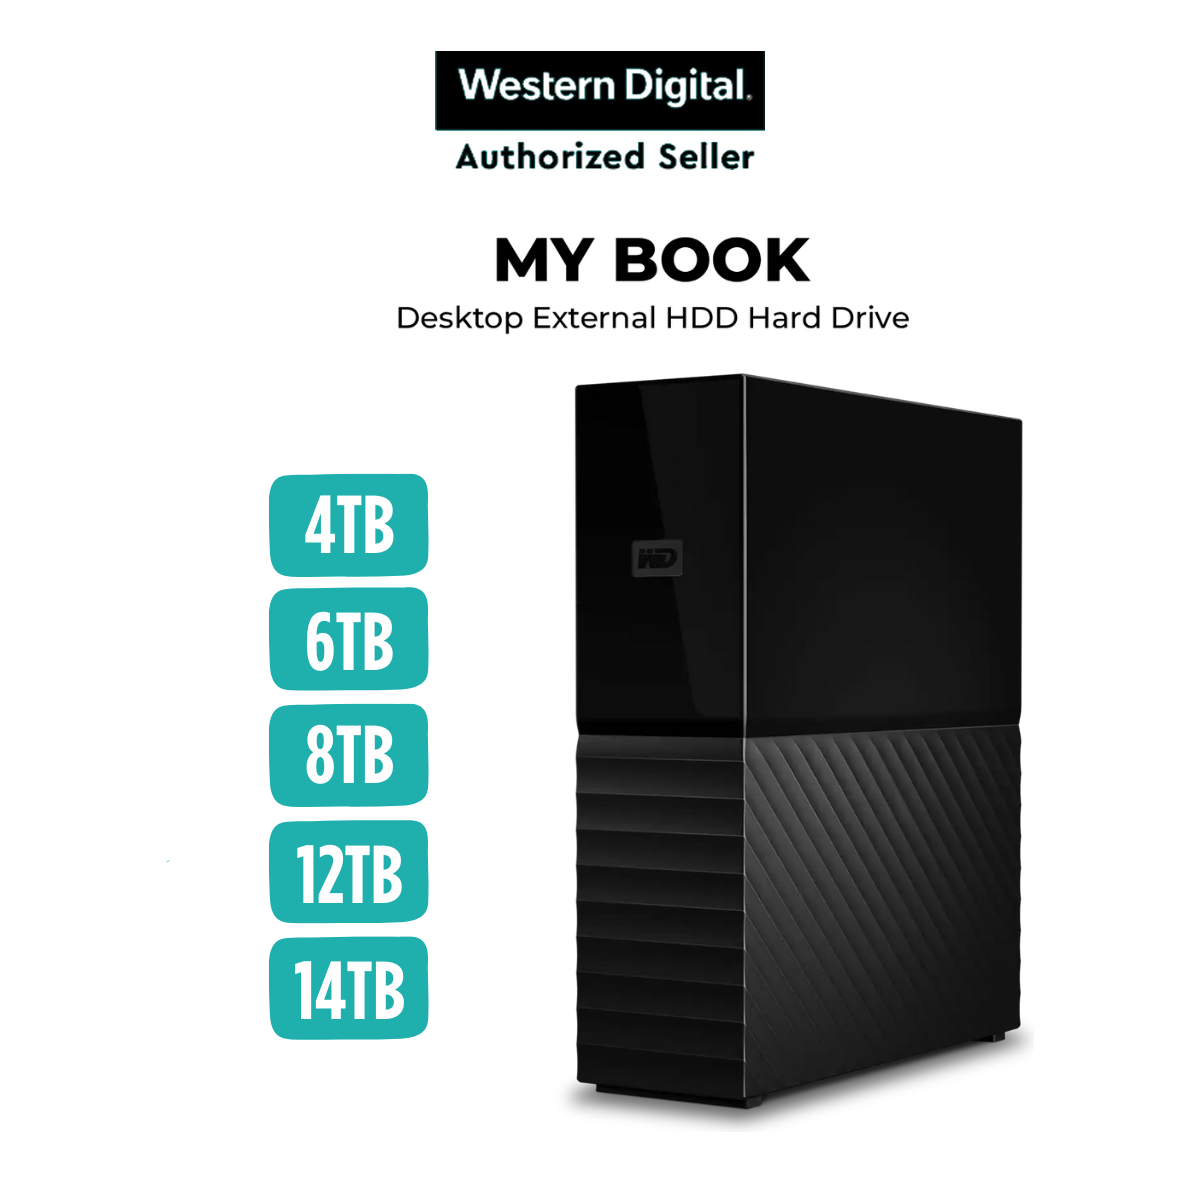 Western Digital.
Authorized Seller
MY BOOK
Desktop External HDD Hard Drive
4TB
6TB
8TB
12TB
14TB
WD